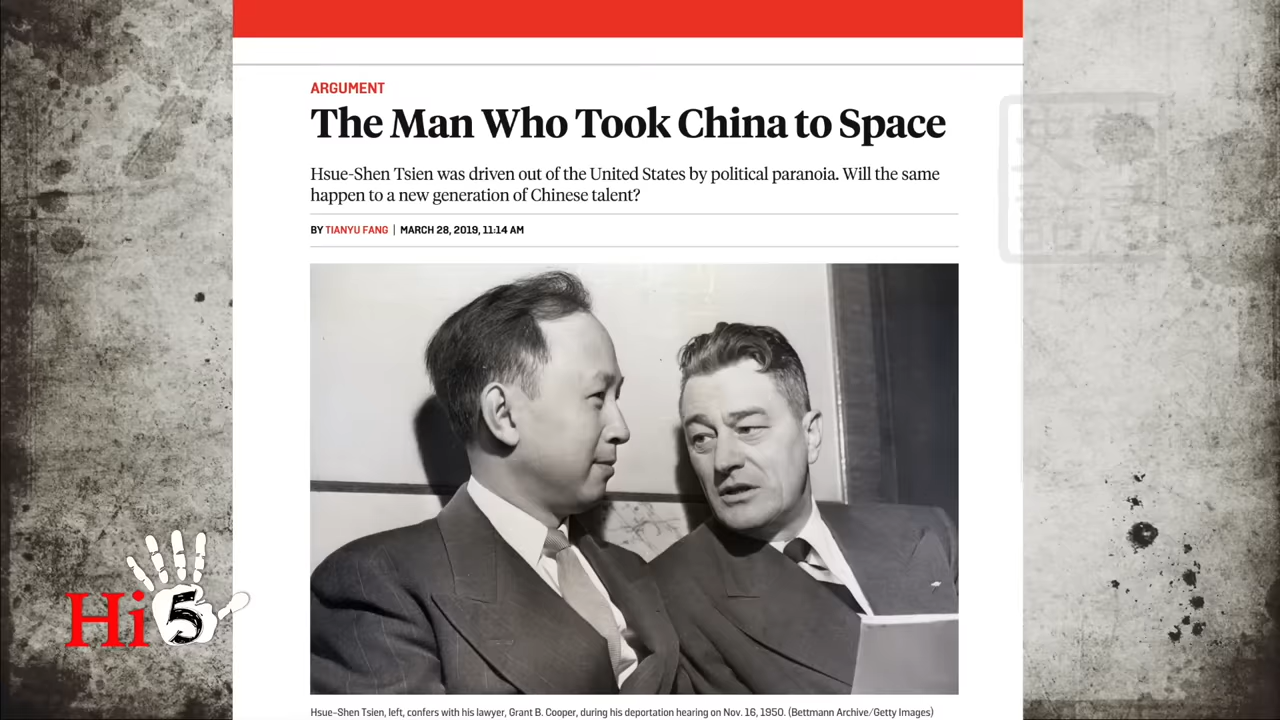 ARGUMENT
The Man Who Took China to Space
Hsue-Shen Tsien was driven out of the United States by political paranoia. Will the same
happen to a new generation of Chinese talent?
BY TIANYU FANG | MARCH 28, 2019, 11:14 AM
Hi 5
Hsue-Shen Tsien, left, confers with his lawyer, Grant B. Cooper, during his deportation hearing on Nov. 16, 1950. (Bettmann Archive/Getty Images)